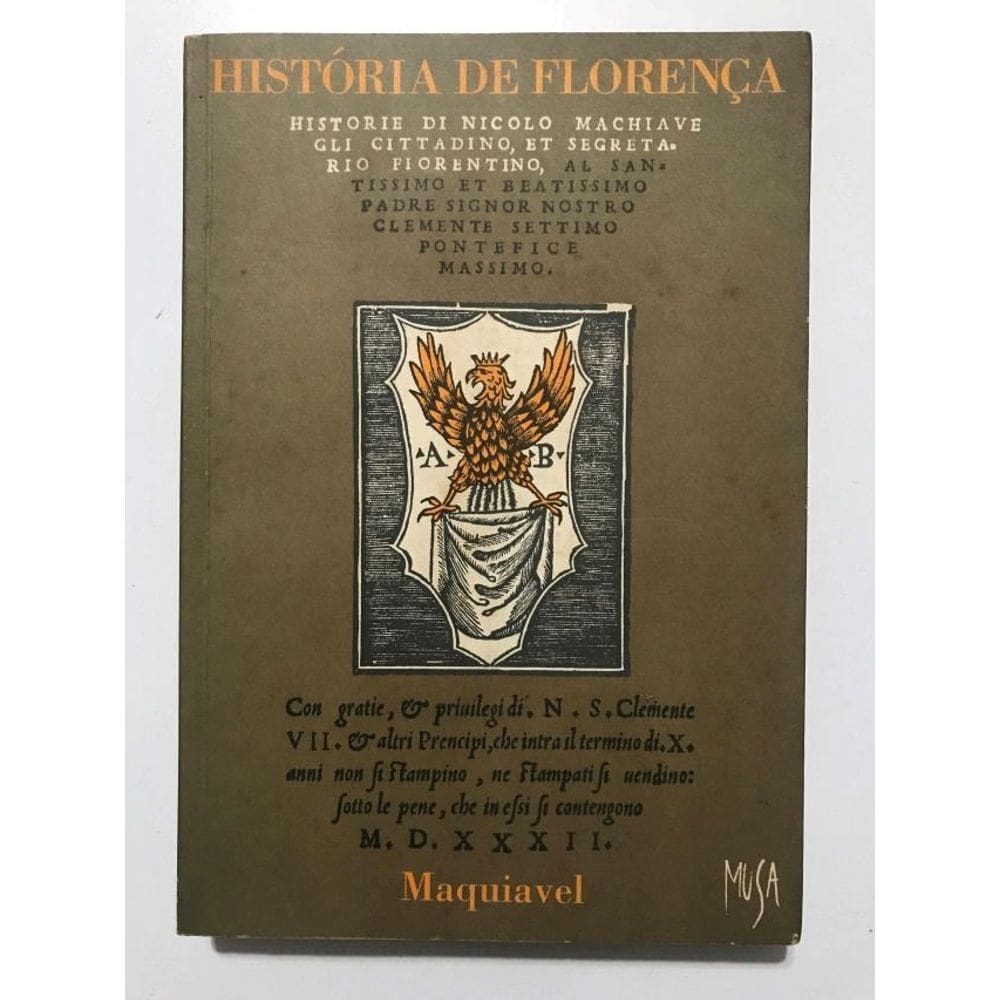 HISTÓRIA DE FLORENÇA
HISTORIE DI NICOLO MACHIAVE
GLI CITTADINO, ET SEGRETA-
RIO FIORENTINO, AL SAN-
TISSIMO ET BEATISSIMO
PADRE SIGNOR NOSTRO
CLEMENTE SETTIMO
PONTEFICE
MASSIMO.
A B
Con gratie, & priuilegi di. N. S. Clemente
VII. & altri Prencipi, che intra il termino di. X.
anni non ſi ſtampino, ne ſtampati ſi uendino:
ſotto le pene, che in eſsi ſi contengono
M. D. XXXII.
Maquiavel
MUSA